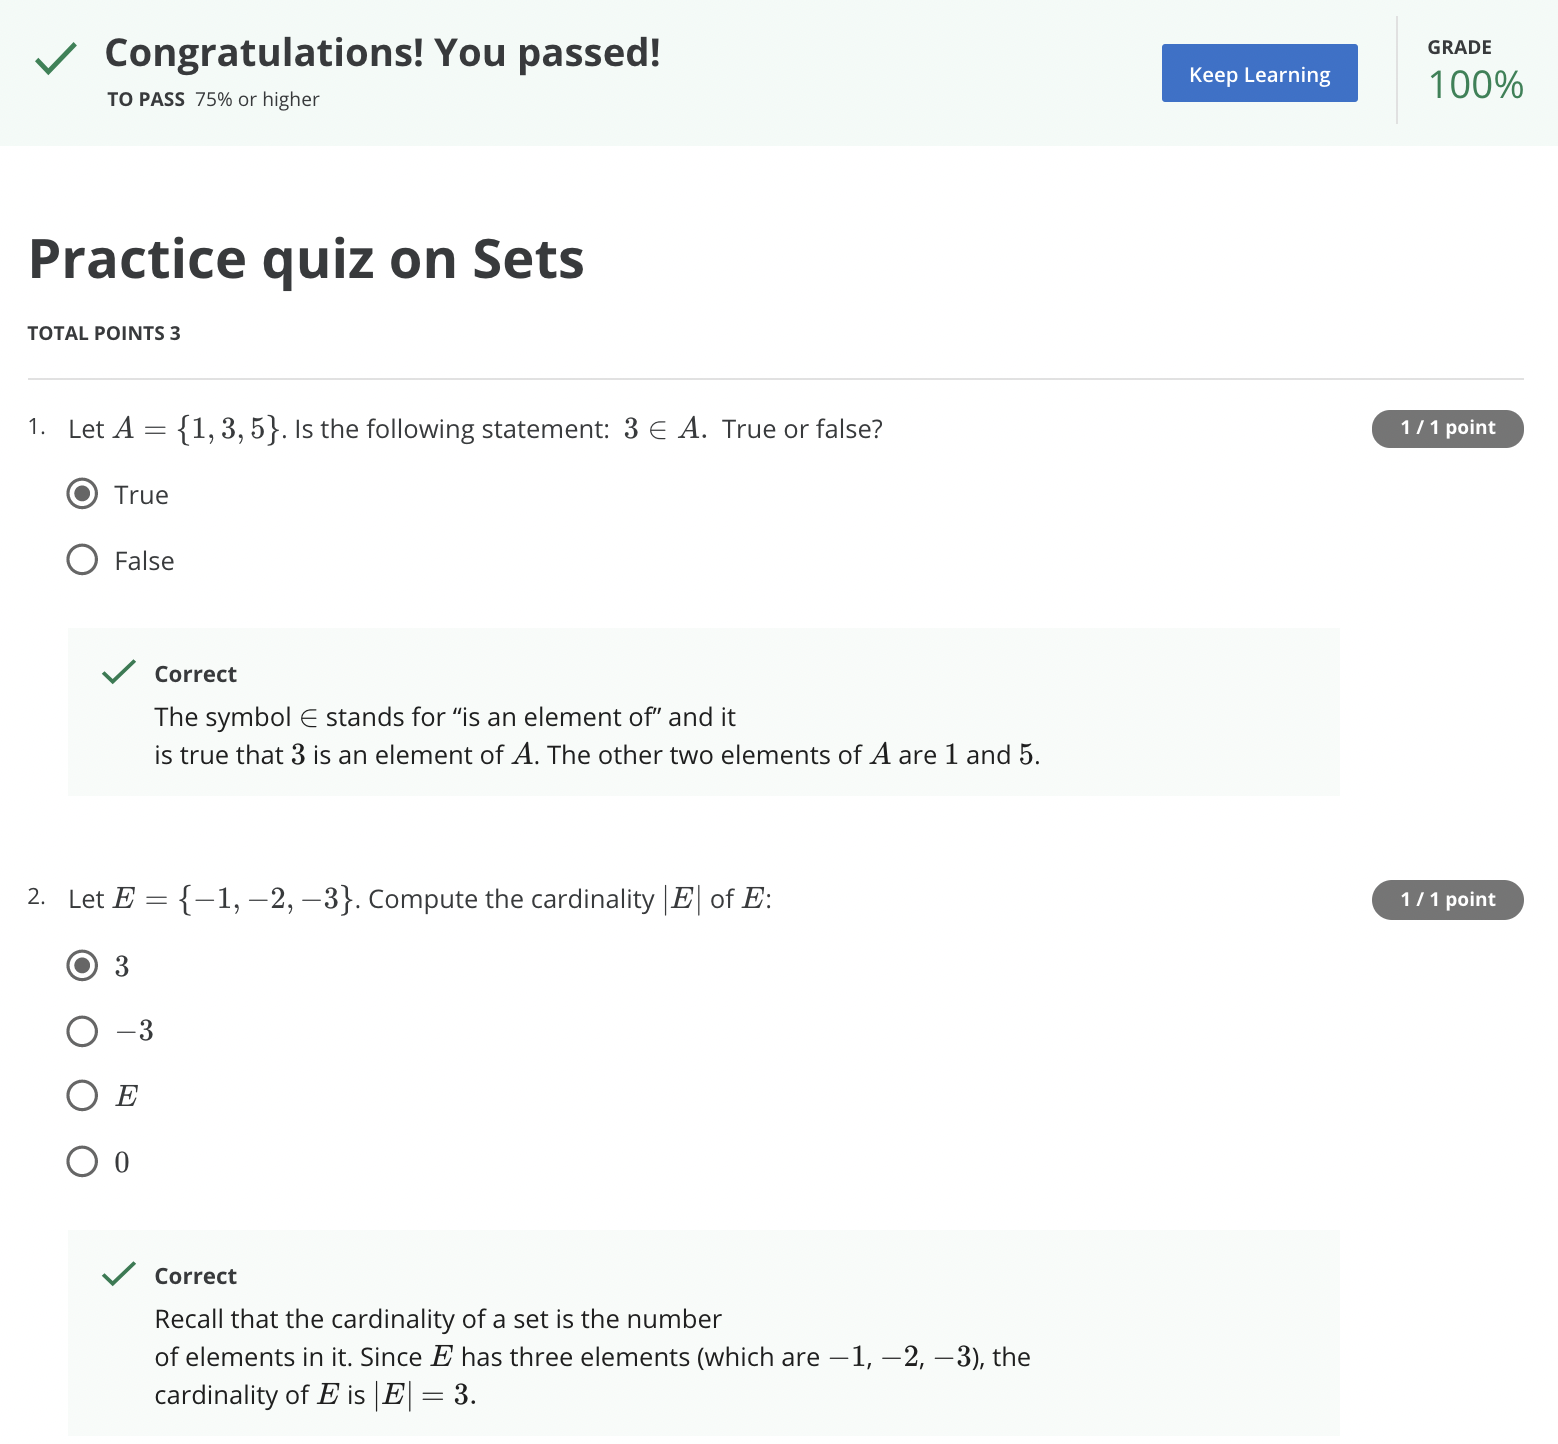 Congratulations! You passed!
TO PASS 75% or higher
Keep Learning
GRADE
100%
Practice quiz on Sets
TOTAL POINTS 3
1. Let A = {1, 3, 5}. Is the following statement: 3 ∈ A. True or false?
1 / 1 point
True
False
Correct
The symbol ∈ stands for “is an element of” and it
is true that 3 is an element of A. The other two elements of A are 1 and 5.
2. Let E = {−1, −2, −3}. Compute the cardinality |E| of E:
1 / 1 point
3
−3
E
0
Correct
Recall that the cardinality of a set is the number
of elements in it. Since E has three elements (which are −1, −2, −3), the
cardinality of E is |E| = 3.